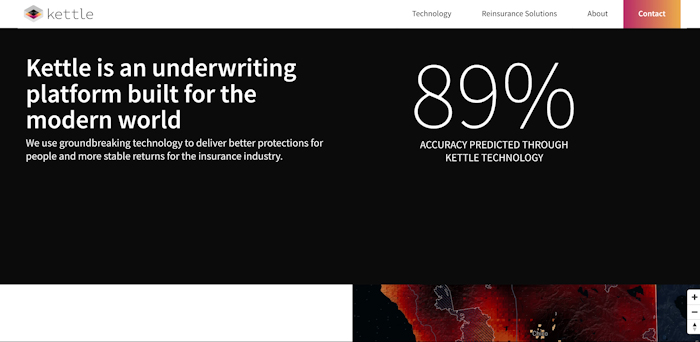 kettle
Technology
Reinsurance Solutions
About
Contact
Kettle is an underwriting
platform built for the
modern world
We use groundbreaking technology to deliver better protections for
people and more stable returns for the insurance industry.
89%
ACCURACY PREDICTED THROUGH
KETTLE TECHNOLOGY